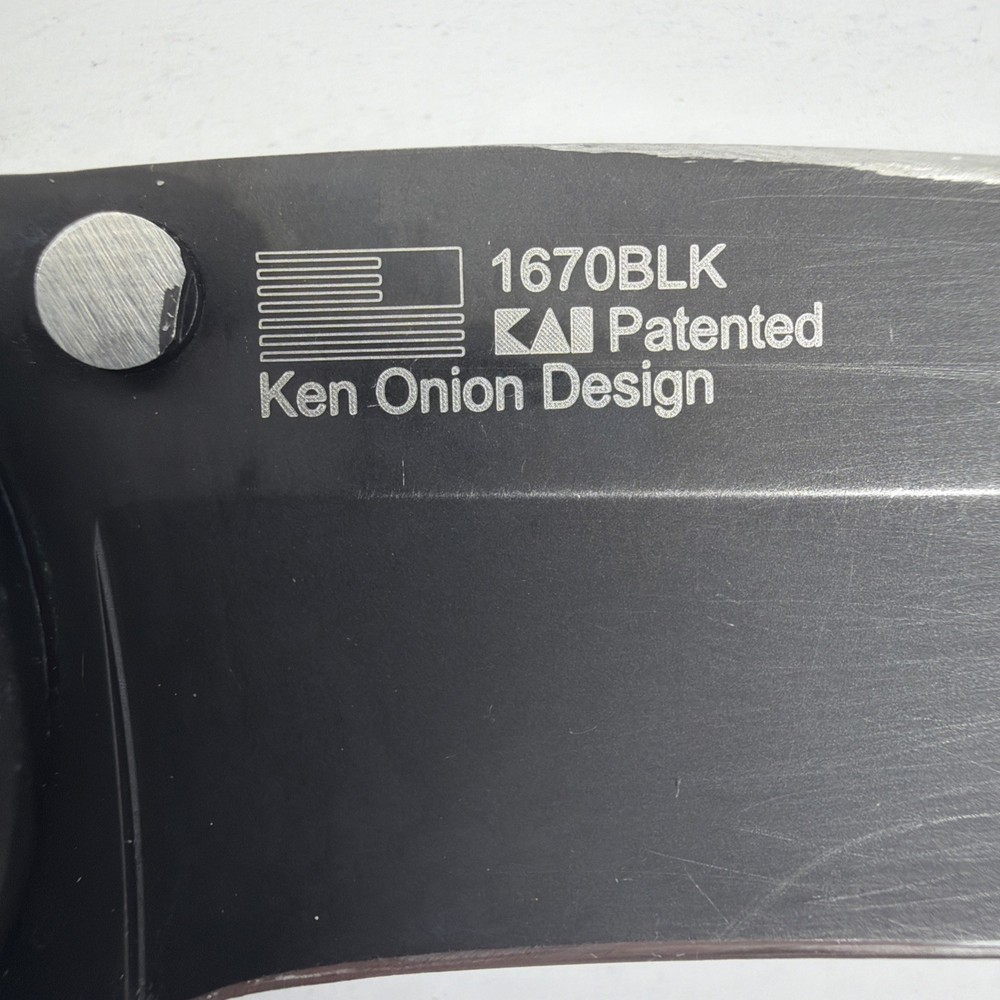 1670BLK
KAI Patented
Ken Onion Design